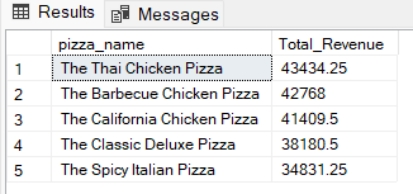 Results Messages
pizza_name Total_Revenue
1 The Thai Chicken Pizza 43434.25
2 The Barbecue Chicken Pizza 42768
3 The California Chicken Pizza 41409.5
4 The Classic Deluxe Pizza 38180.5
5 The Spicy Italian Pizza 34831.25